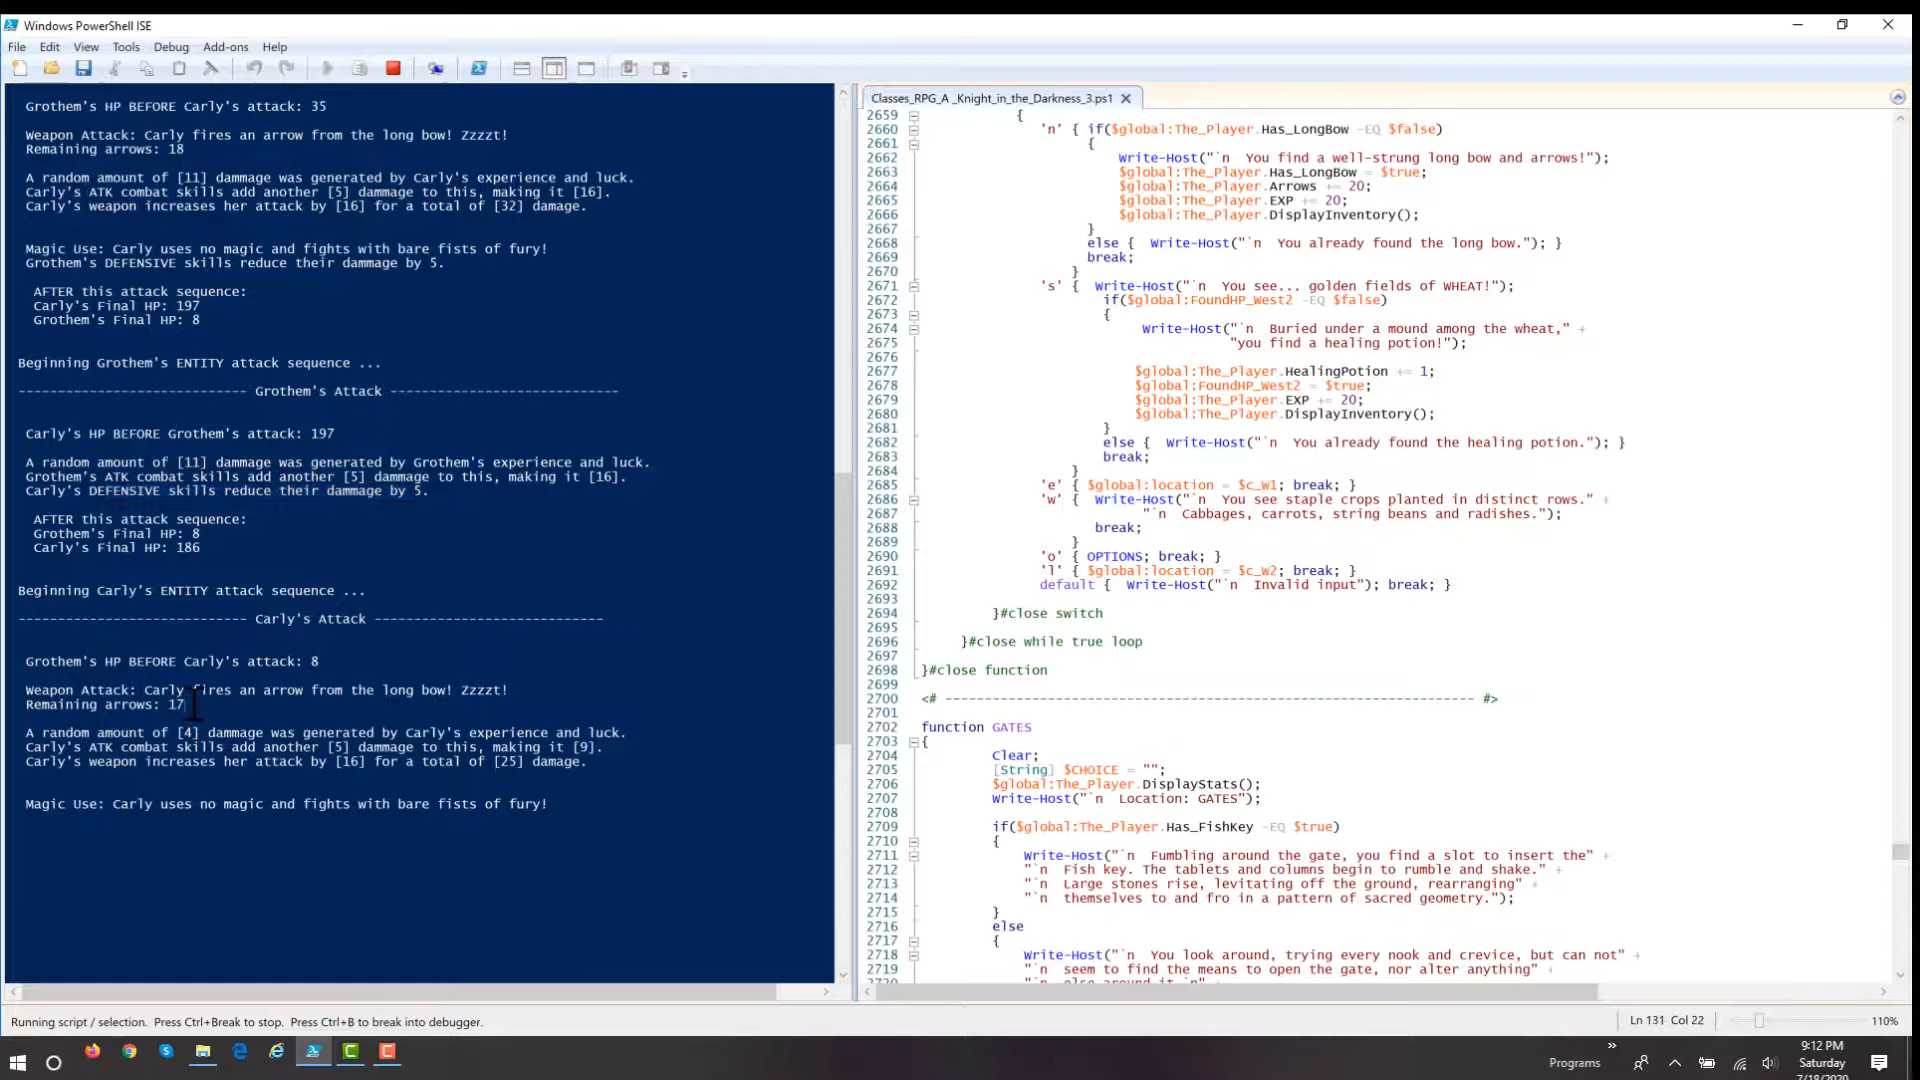 Windows PowerShell ISE
File Edit View Tools Debug Add-ons Help
Grothem's HP BEFORE Carly's attack: 35
Weapon Attack: Carly fires an arrow from the long bow! Zzzzt!
Remaining arrows: 18
A random amount of [11] dammage was generated by Carly's experience and luck.
Carly's ATK combat skills add another [5] dammage to this, making it [16].
Carly's weapon increases her attack by [16] for a total of [32] damage.
Magic Use: Carly uses no magic and fights with bare fists of fury!
Grothem's DEFENSIVE skills reduce their dammage by 5.
AFTER this attack sequence:
Carly's Final HP: 197
Grothem's Final HP: 8
Beginning Grothem's ENTITY attack sequence ...
----------------------------- Grothem's Attack -----------------------------
Carly's HP BEFORE Grothem's attack: 197
A random amount of [11] dammage was generated by Grothem's experience and luck.
Grothem's ATK combat skills add another [5] dammage to this, making it [16].
Carly's DEFENSIVE skills reduce their dammage by 5.
AFTER this attack sequence:
Grothem's Final HP: 8
Carly's Final HP: 186
Beginning Carly's ENTITY attack sequence ...
----------------------------- Carly's Attack -----------------------------
Grothem's HP BEFORE Carly's attack: 8
Weapon Attack: Carly fires an arrow from the long bow! Zzzzt!
Remaining arrows: 17
A random amount of [4] dammage was generated by Carly's experience and luck.
Carly's ATK combat skills add another [5] dammage to this, making it [9].
Carly's weapon increases her attack by [16] for a total of [25] damage.
Magic Use: Carly uses no magic and fights with bare fists of fury!
Classes_RPG_A _Knight_in_the_Darkness_3.ps1
2659 {
2660 'n' { if($global:The_Player.Has_LongBow -EQ $false)
2661 {
2662 Write-Host("`n  You find a well-strung long bow and arrows!");
2663 $global:The_Player.Has_LongBow = $true;
2664 $global:The_Player.Arrows += 20;
2665 $global:The_Player.EXP += 20;
2666 $global:The_Player.DisplayInventory();
2667 }
2668 else {  Write-Host("`n  You already found the long bow."); }
2669 break;
2670 }
2671 's' {  Write-Host("`n  You see... golden fields of WHEAT!");
2672 if($global:FoundHP_West2 -EQ $false)
2673 {
2674 Write-Host("`n  Buried under a mound among the wheat," +
2675 "you find a healing potion!");
2676
2677 $global:The_Player.HealingPotion += 1;
2678 $global:FoundHP_West2 = $true;
2679 $global:The_Player.EXP += 20;
2680 $global:The_Player.DisplayInventory();
2681 }
2682 else {  Write-Host("`n  You already found the healing potion."); }
2683 break;
2684 }
2685 'e' { $global:location = $c_W1; break; }
2686 'w' {  Write-Host("`n  You see staple crops planted in distinct rows." +
2687 "`n  Cabbages, carrots, string beans and radishes.");
2688 break;
2689 }
2690 'o' { OPTIONS; break; }
2691 'l' { $global:location = $c_W2; break; }
2692 default {  Write-Host("`n  Invalid input"); break; }
2693
2694 }#close switch
2695
2696 }#close while true loop
2697
2698 }#close function
2699
2700 <# ------------------------------------------------------------------- #>
2701
2702 function GATES
2703 {
2704 Clear;
2705 [String] $CHOICE = "";
2706 $global:The_Player.DisplayStats();
2707 Write-Host("`n  Location: GATES");
2708
2709 if($global:The_Player.Has_FishKey -EQ $true)
2710 {
2711 Write-Host("`n  Fumbling around the gate, you find a slot to insert the" +
2712 "`n  Fish key. The tablets and columns begin to rumble and shake." +
2713 "`n  Large stones rise, levitating off the ground, rearranging" +
2714 "`n  themselves to and fro in a pattern of sacred geometry.");
2715 }
2716 else
2717 {
2718 Write-Host("`n  You look around, trying every nook and crevice, but can not" +
2719 "`n  seem to find the means to open the gate, nor alter anything" +
Running script / selection. Press Ctrl+Break to stop. Press Ctrl+B to break into debugger.
Ln 131 Col 22
110%
Programs
9:12 PM
Saturday
7/18/2020